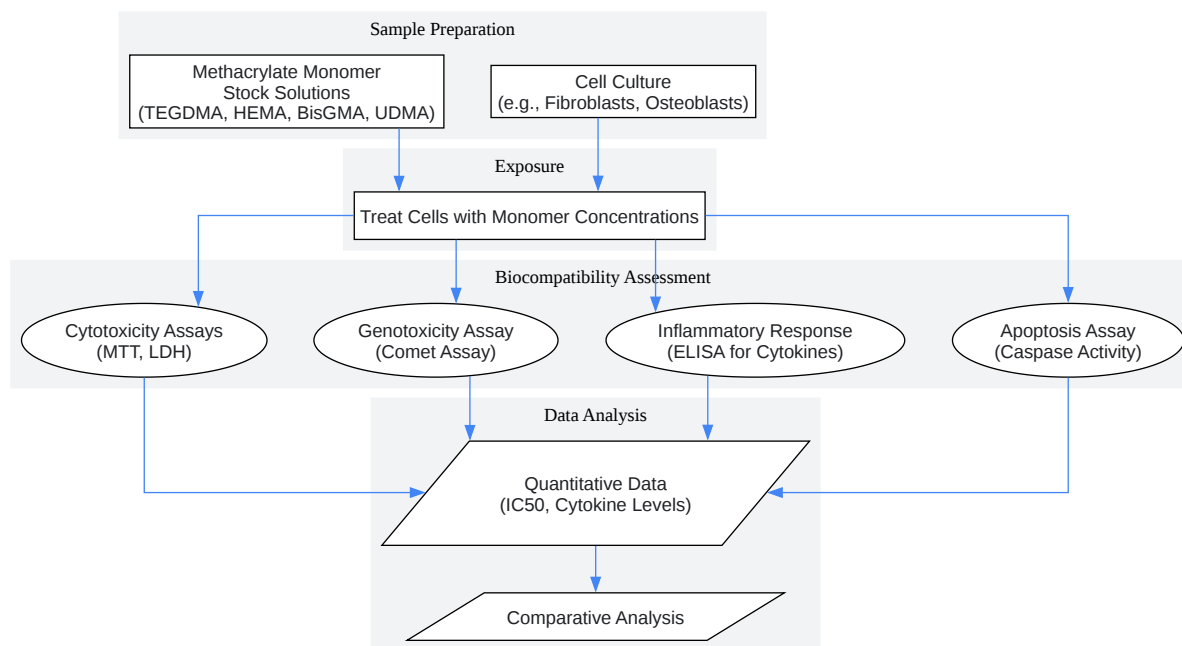 Sample Preparation
Methacrylate Monomer
Stock Solutions
(TEGDMA, HEMA, BisGMA, UDMA)
Cell Culture
(e.g., Fibroblasts, Osteoblasts)
Exposure
Treat Cells with Monomer Concentrations
Biocompatibility Assessment
Cytotoxicity Assays
(MTT, LDH)
Genotoxicity Assay
(Comet Assay)
Inflammatory Response
(ELISA for Cytokines)
Apoptosis Assay
(Caspase Activity)
Data Analysis
Quantitative Data
(IC50, Cytokine Levels)
Comparative Analysis